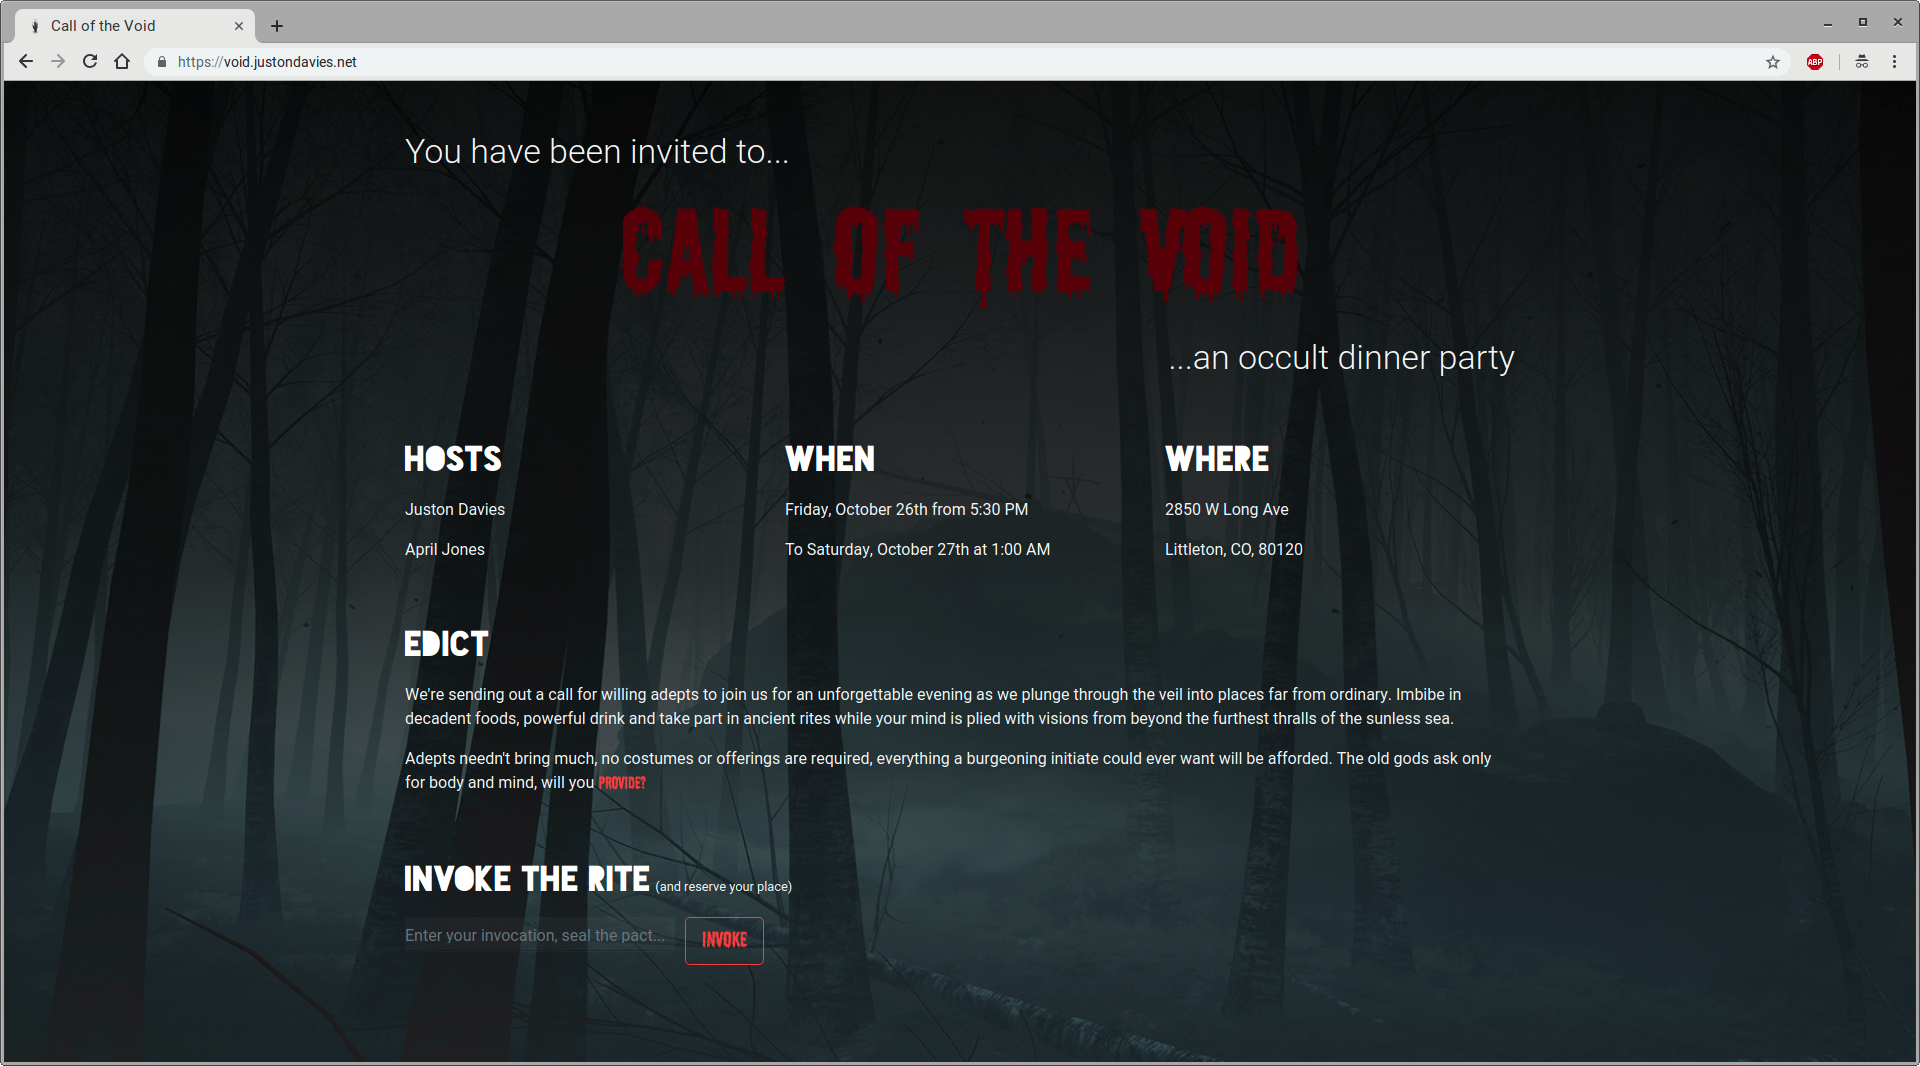 Call of the Void
https://void.justondavies.net
ABP
You have been invited to...
CALL OF THE VOID
...an occult dinner party
HOSTS
Juston Davies
April Jones
WHEN
Friday, October 26th from 5:30 PM
To Saturday, October 27th at 1:00 AM
WHERE
2850 W Long Ave
Littleton, CO, 80120
EDICT
We're sending out a call for willing adepts to join us for an unforgettable evening as we plunge through the veil into places far from ordinary. Imbibe in
decadent foods, powerful drink and take part in ancient rites while your mind is plied with visions from beyond the furthest thralls of the sunless sea.
Adepts needn't bring much, no costumes or offerings are required, everything a burgeoning initiate could ever want will be afforded. The old gods ask only
for body and mind, will you PROVIDE?
INVOKE THE RITE (and reserve your place)
Enter your invocation, seal the pact...
INVOKE